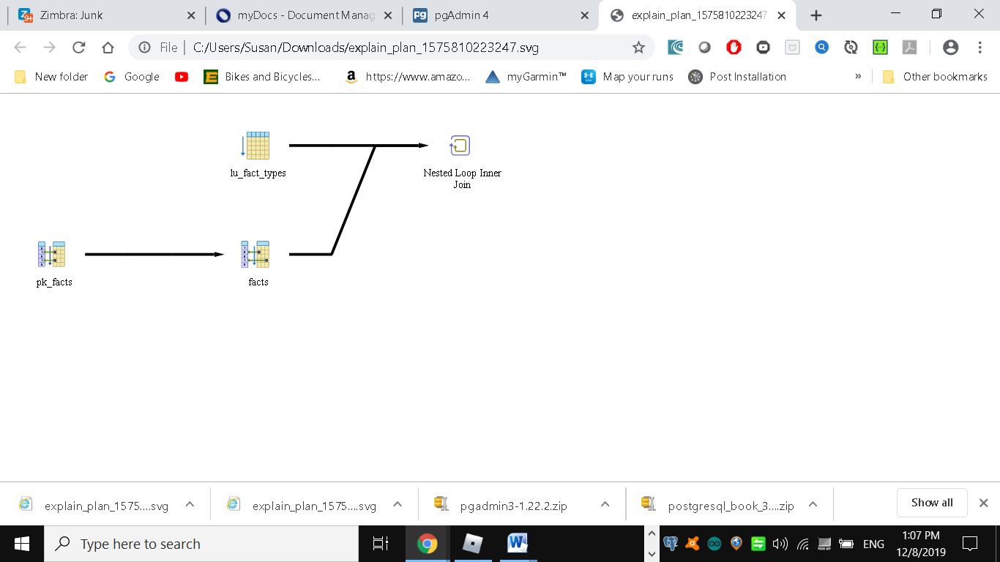 Zimbra: Junk
myDocs - Document Manag
pgAdmin 4
explain_plan_1575810223247.
File | C:/Users/Susan/Downloads/explain_plan_1575810223247.svg
New folder
Google
Bikes and Bicycles...
https://www.amazo...
myGarmin™
Map your runs
Post Installation
»
Other bookmarks
lu_fact_types
Nested Loop Inner
Join
pk_facts
facts
explain_plan_1575....svg
explain_plan_1575....svg
pgadmin3-1.22.2.zip
postgresql_book_3....zip
Show all
Type here to search
ENG
1:07 PM
12/8/2019